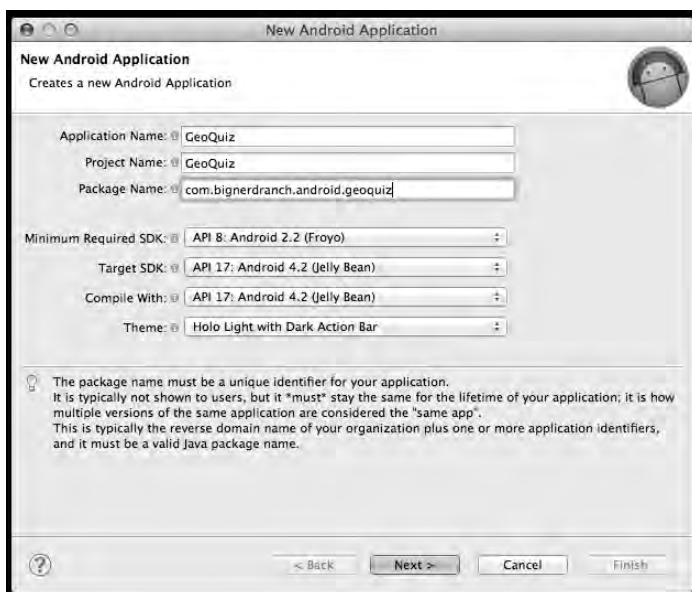 New Android Application
New Android Application
Creates a new Android Application
Application Name: GeoQuiz
Project Name: GeoQuiz
Package Name: com.bignerdranch.android.geoquiz
Minimum Required SDK: API 8: Android 2.2 (Froyo)
Target SDK: API 17: Android 4.2 (Jelly Bean)
Compile With: API 17: Android 4.2 (Jelly Bean)
Theme: Holo Light with Dark Action Bar
The package name must be a unique identifier for your application.
It is typically not shown to users, but it *must* stay the same for the lifetime of your application; it is how
multiple versions of the same application are considered the "same app".
This is typically the reverse domain name of your organization plus one or more application identifiers,
and it must be a valid Java package name.
? < Back Next > Cancel Finish